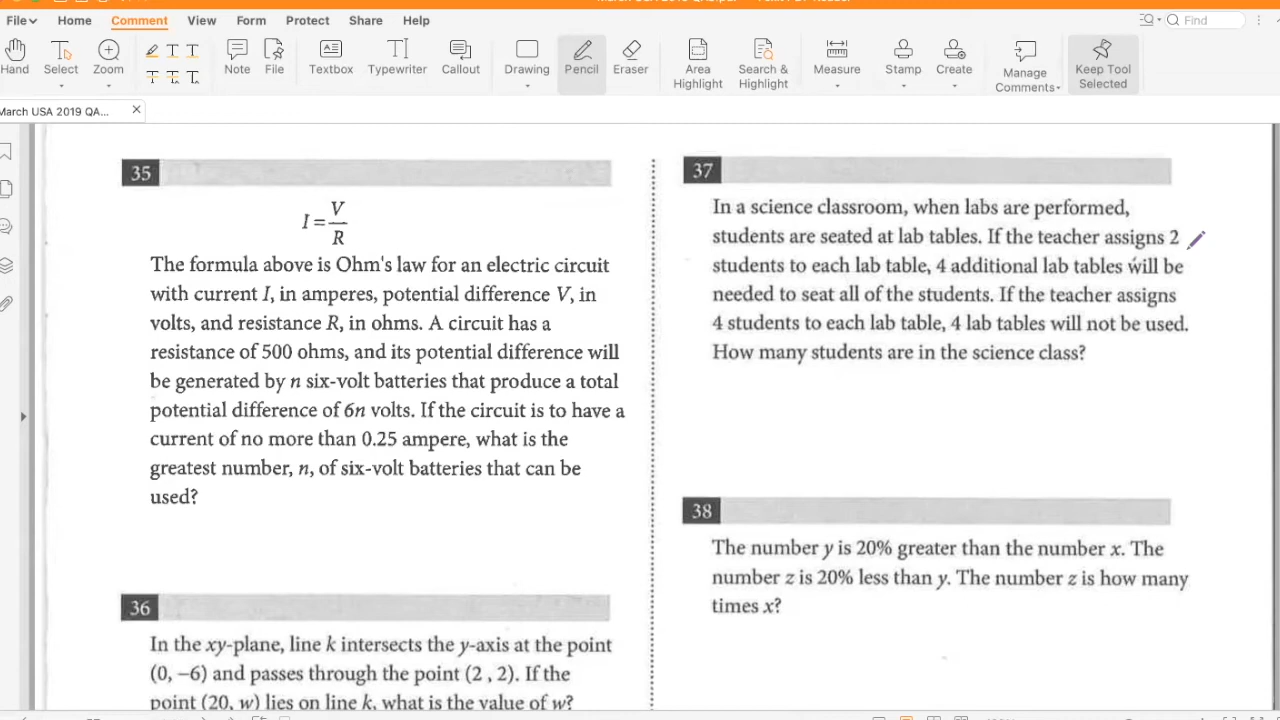 March USA 2019 QAS.pdf - Foxit PDF Reader
File Home Comment View Form Protect Share Help
Find
Hand
Select
Zoom
Note
File
Textbox
Typewriter
Callout
Drawing
Pencil
Eraser
Area
Highlight
Search &
Highlight
Measure
Stamp
Create
Manage
Comments
Keep Tool
Selected
March USA 2019 QA...
35
I = V
R
The formula above is Ohm's law for an electric circuit
with current I, in amperes, potential difference V, in
volts, and resistance R, in ohms. A circuit has a
resistance of 500 ohms, and its potential difference will
be generated by n six-volt batteries that produce a total
potential difference of 6n volts. If the circuit is to have a
current of no more than 0.25 ampere, what is the
greatest number, n, of six-volt batteries that can be
used?
36
In the xy-plane, line k intersects the y-axis at the point
(0, −6) and passes through the point (2 , 2). If the
point (20, w) lies on line k, what is the value of w?
37
In a science classroom, when labs are performed,
students are seated at lab tables. If the teacher assigns 2
students to each lab table, 4 additional lab tables will be
needed to seat all of the students. If the teacher assigns
4 students to each lab table, 4 lab tables will not be used.
How many students are in the science class?
38
The number y is 20% greater than the number x. The
number z is 20% less than y. The number z is how many
times x?